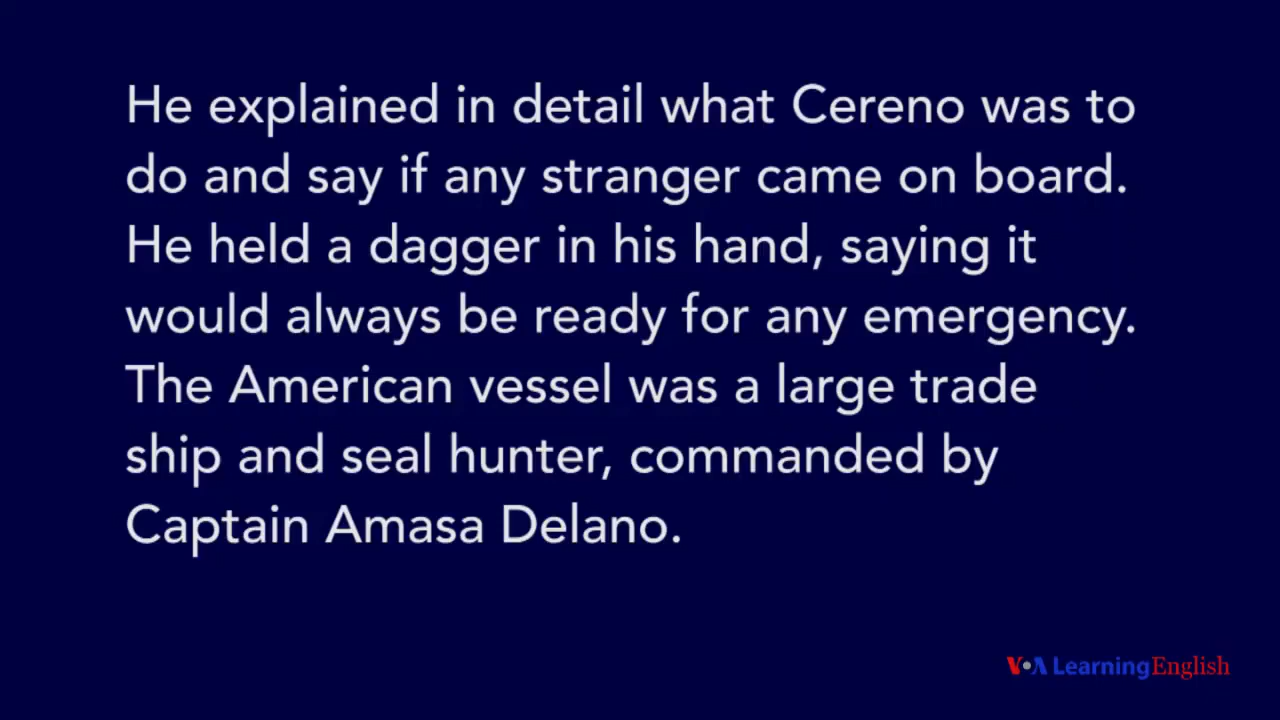 He explained in detail what Cereno was to
do and say if any stranger came on board.
He held a dagger in his hand, saying it
would always be ready for any emergency.
The American vessel was a large trade
ship and seal hunter, commanded by
Captain Amasa Delano.
VOA Learning English